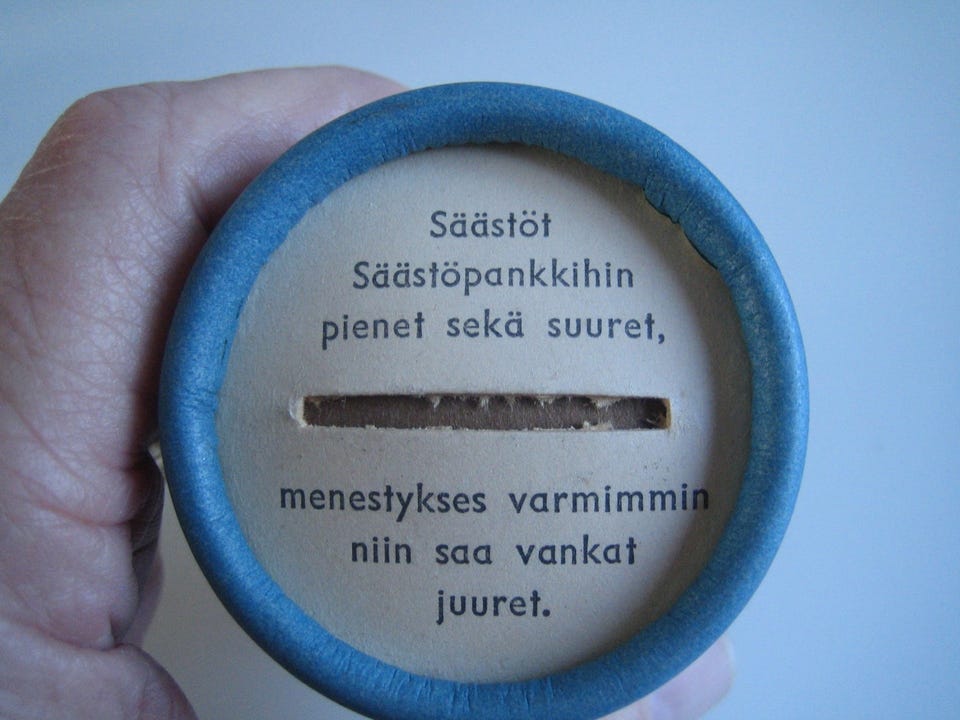 Säästöt
Säästöpankkihin
pienet sekä suuret,
menestykses varmimmin
niin saa vankat
juuret.